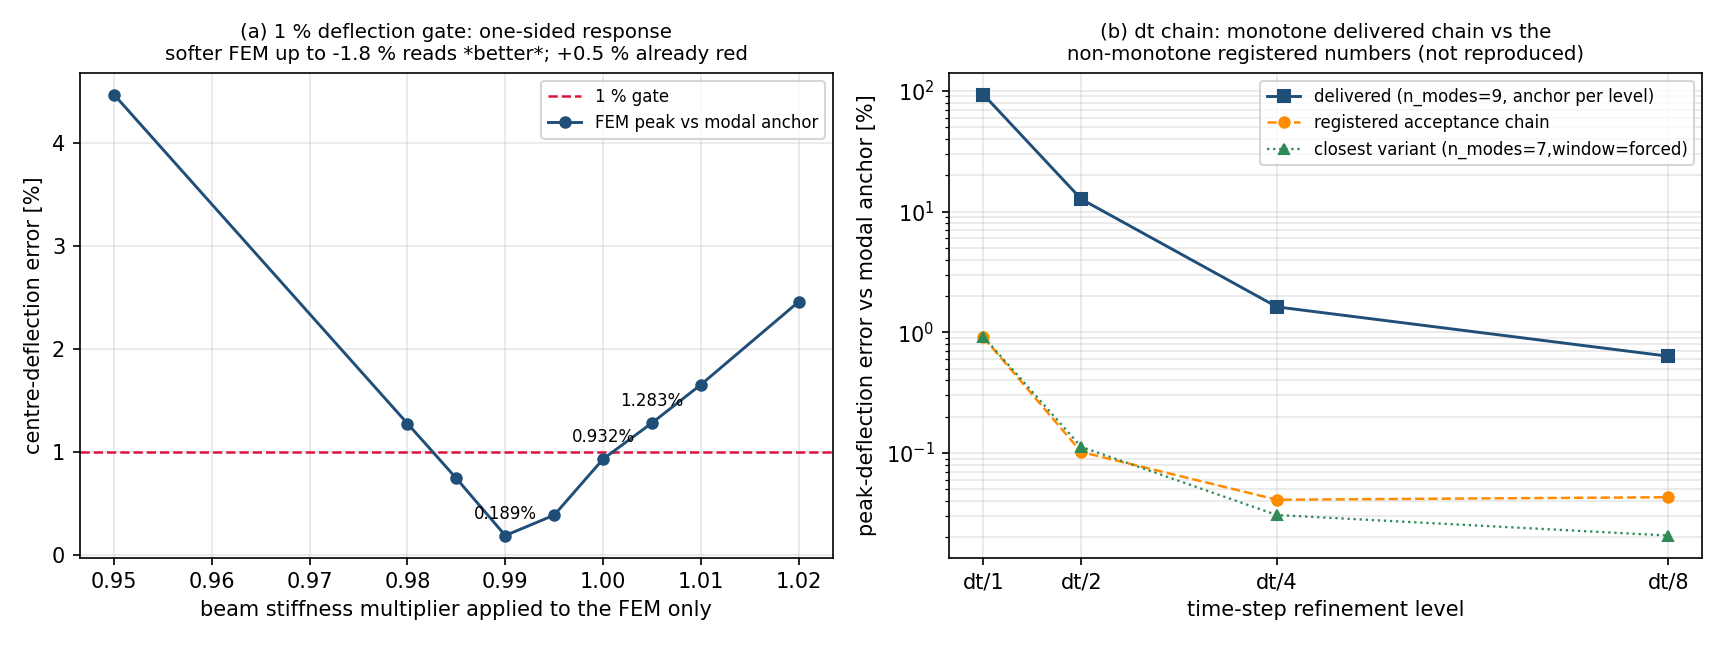 (a) 1 % deflection gate: one-sided response
softer FEM up to -1.8 % reads *better*; +0.5 % already red
1 % gate
FEM peak vs modal anchor
centre-deflection error [%]
4
3
2
1
0
1.283%
0.932%
0.189%
0.95 0.96 0.97 0.98 0.99 1.00 1.01 1.02
beam stiffness multiplier applied to the FEM only
(b) dt chain: monotone delivered chain vs the
non-monotone registered numbers (not reproduced)
delivered (n_modes=9, anchor per level)
registered acceptance chain
closest variant (n_modes=7,window=forced)
peak-deflection error vs modal anchor [%]
10²
10¹
10⁰
10⁻¹
dt/1 dt/2 dt/4 dt/8
time-step refinement level